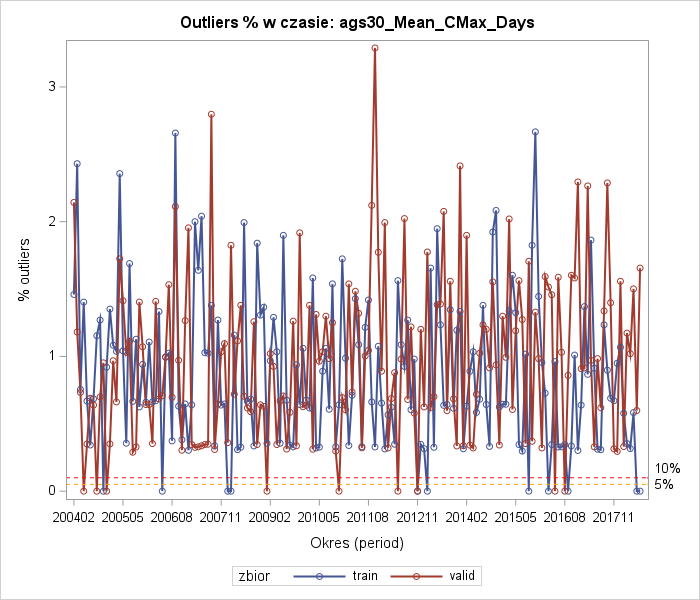 Outliers % w czasie: ags30_Mean_CMax_Days
% outliers
3
2
1
0
10%
5%
200402 200505 200608 200711 200902 201005 201108 201211 201402 201505 201608 201711
Okres (period)
zbior train valid